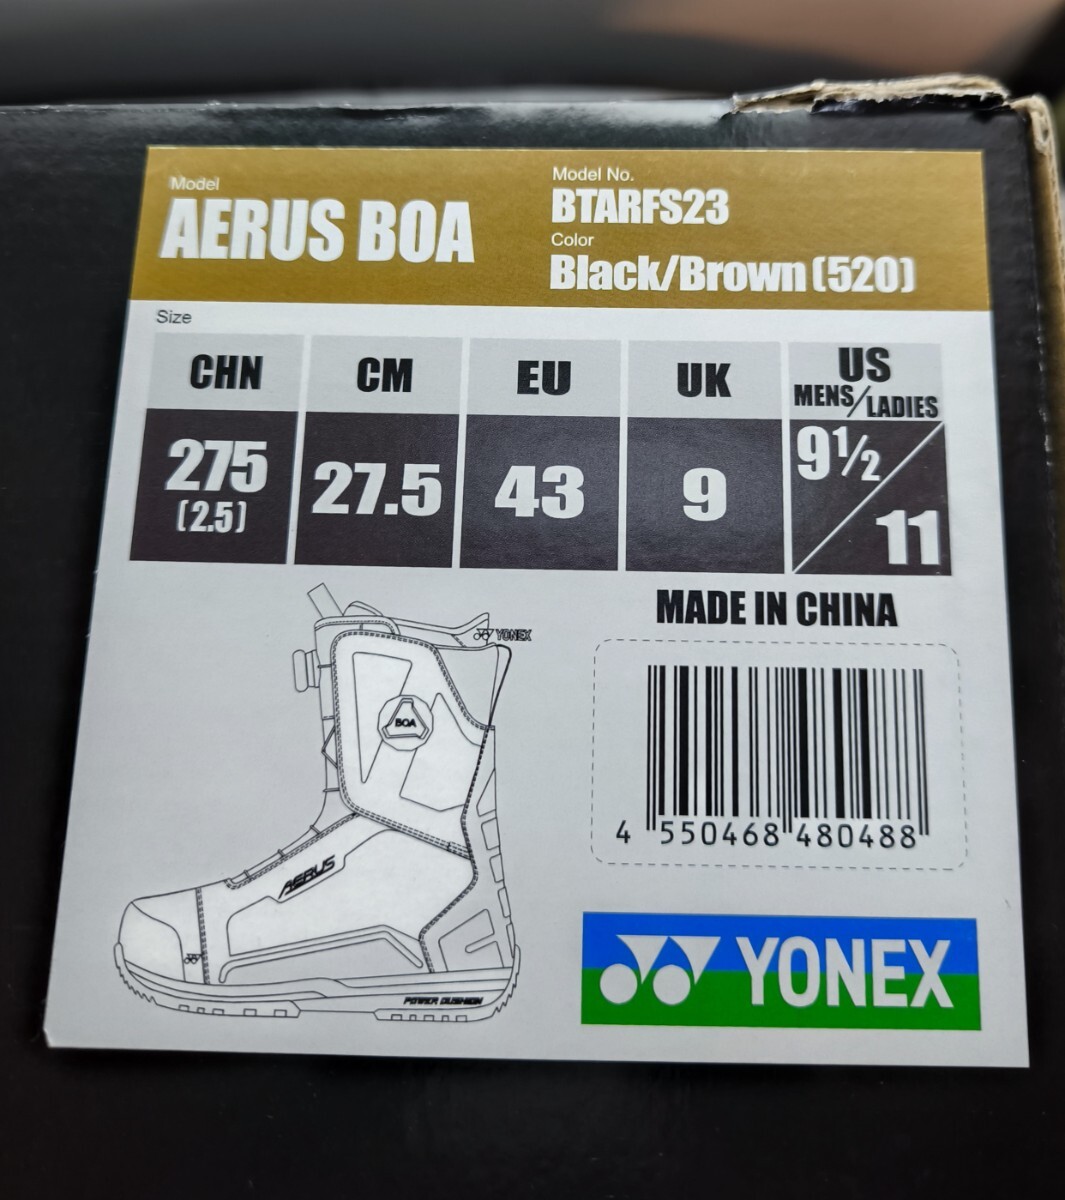 Model
AERUS BOA
Model No.
BTARFS23
Color
Black/Brown (520)
Size
CHN CM EU UK US MENS/LADIES
275 (2.5) 27.5 43 9 9½ 11
MADE IN CHINA
YONEX
BOA
AERUS
POWER CUSHION
4 550468 480488
YONEX